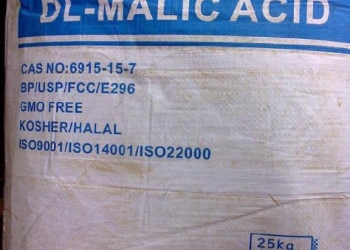 DL-MALIC ACID
CAS NO:6915-15-7
BP/USP/FCC/E296
GMO FREE
KOSHER/HALAL
ISO9001/ISO14001/ISO22000
25kg